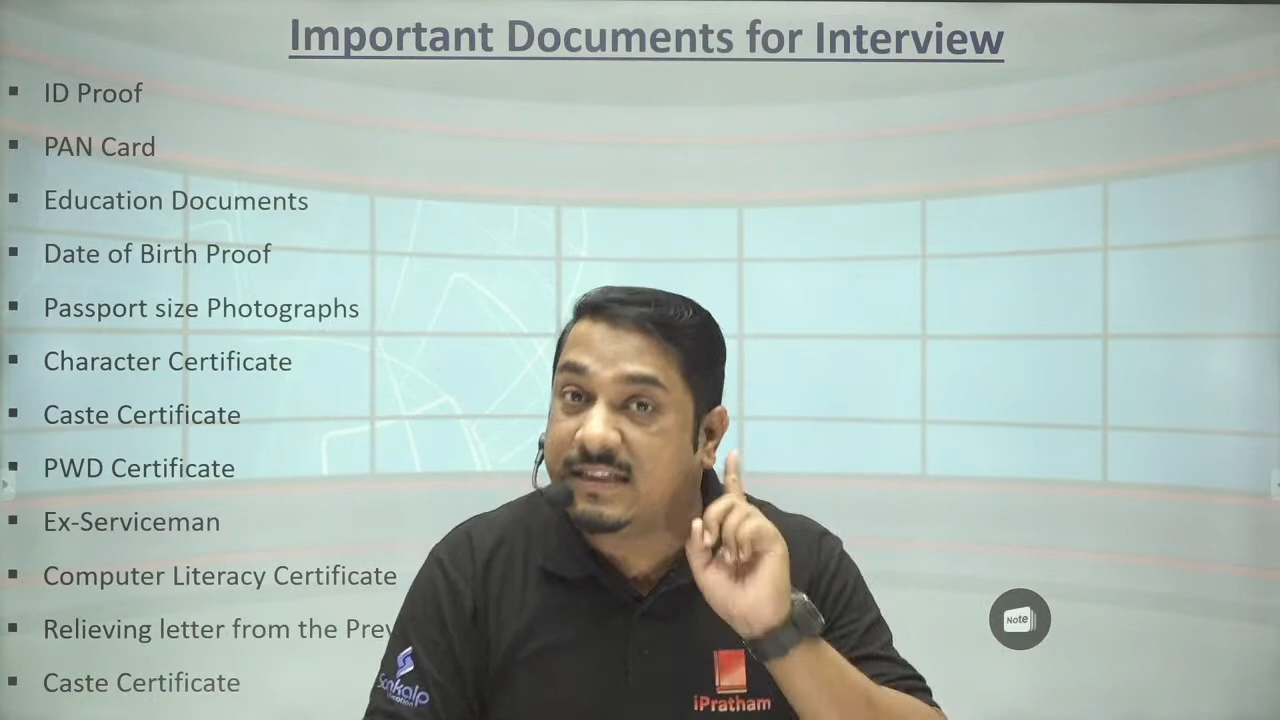 Important Documents for Interview
ID Proof
PAN Card
Education Documents
Date of Birth Proof
Passport size Photographs
Character Certificate
Caste Certificate
PWD Certificate
Ex-Serviceman
Computer Literacy Certificate
Relieving letter from the
Caste Certificate
Note
Sankalp
iPratham